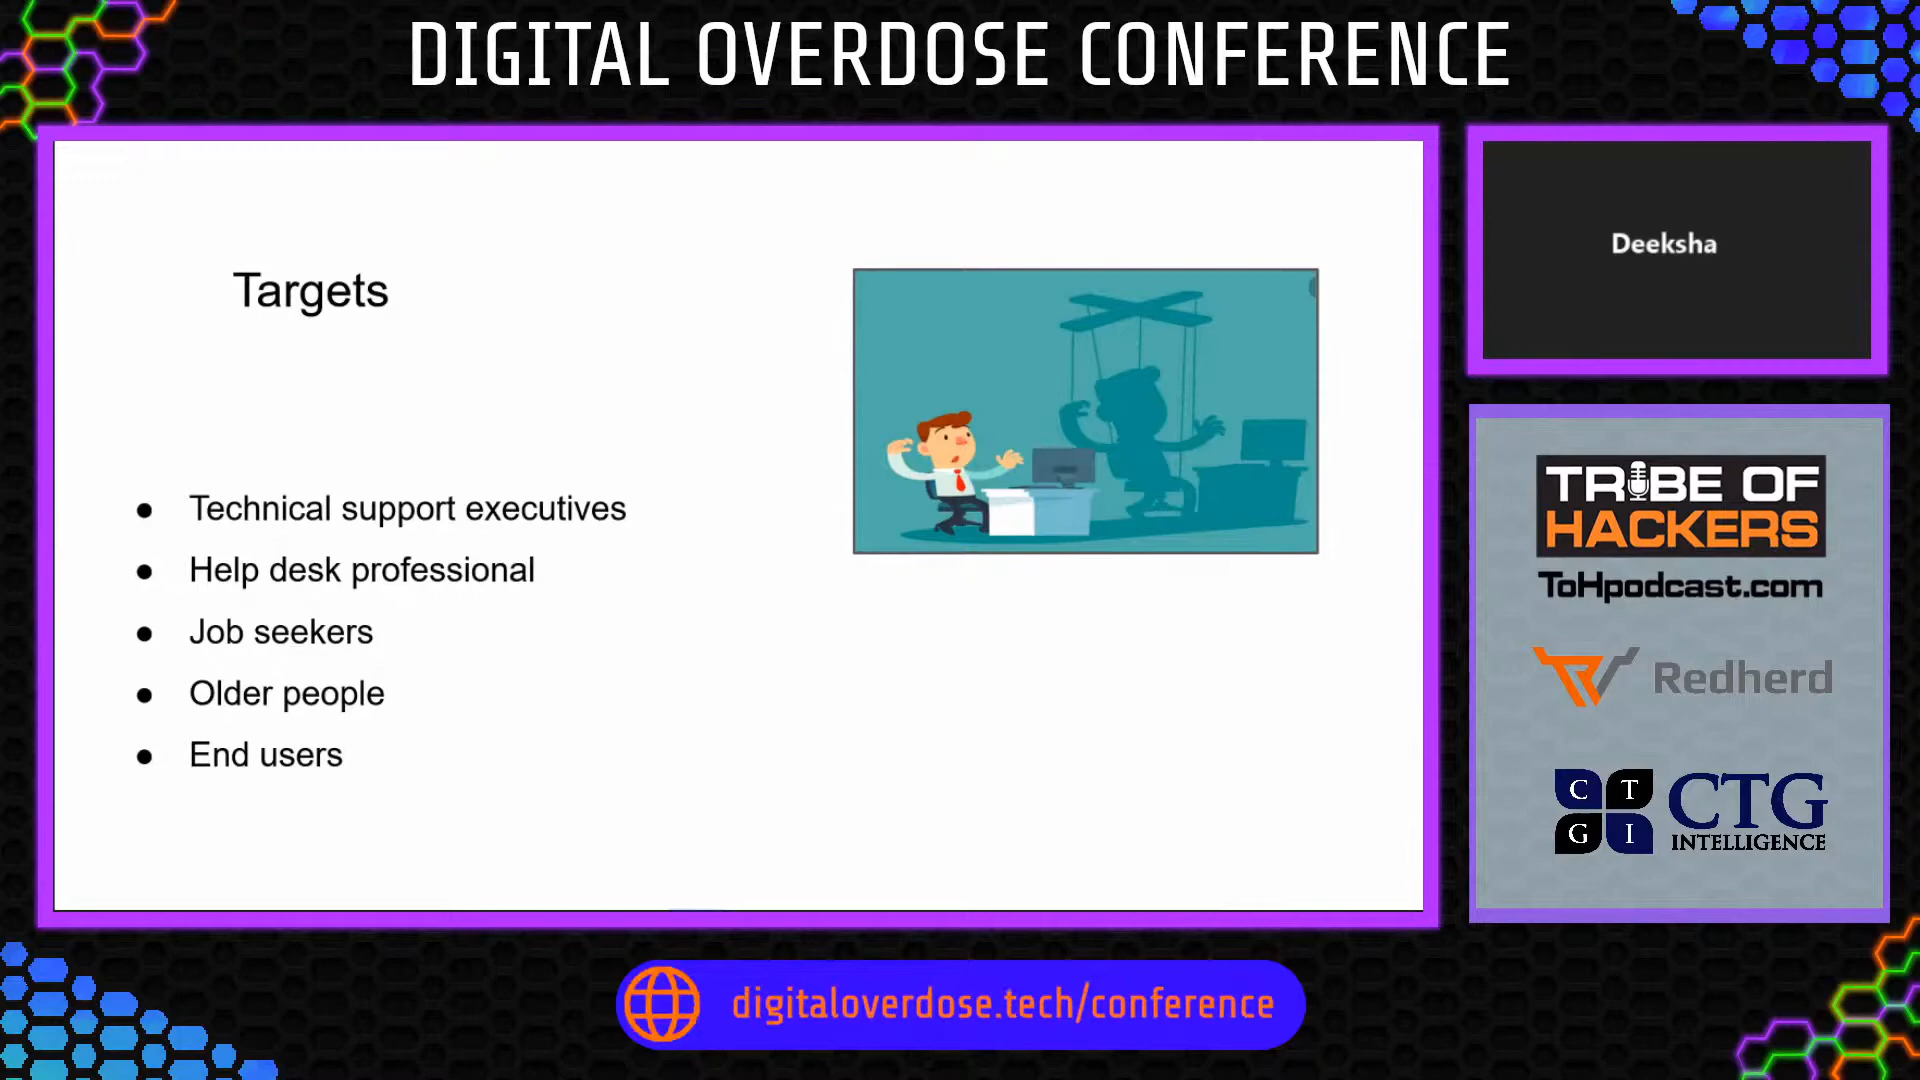 DIGITAL OVERDOSE CONFERENCE
Targets
● Technical support executives
● Help desk professional
● Job seekers
● Older people
● End users
Deeksha
TRIBE OF
HACKERS
ToHpodcast.com
Redherd
C T
G I
CTG
INTELLIGENCE
digitaloverdose.tech/conference